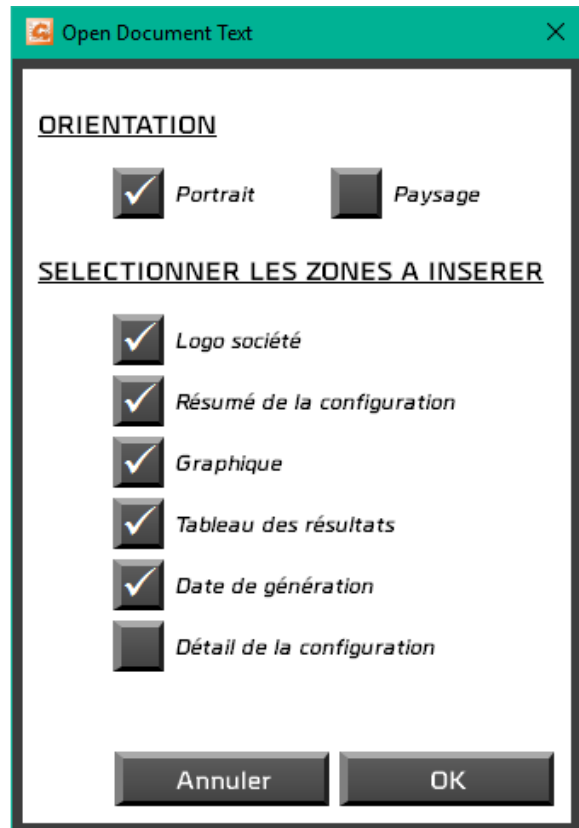 Open Document Text
ORIENTATION
Portrait Paysage
SELECTIONNER LES ZONES A INSERER
Logo société
Résumé de la configuration
Graphique
Tableau des résultats
Date de génération
Détail de la configuration
Annuler OK